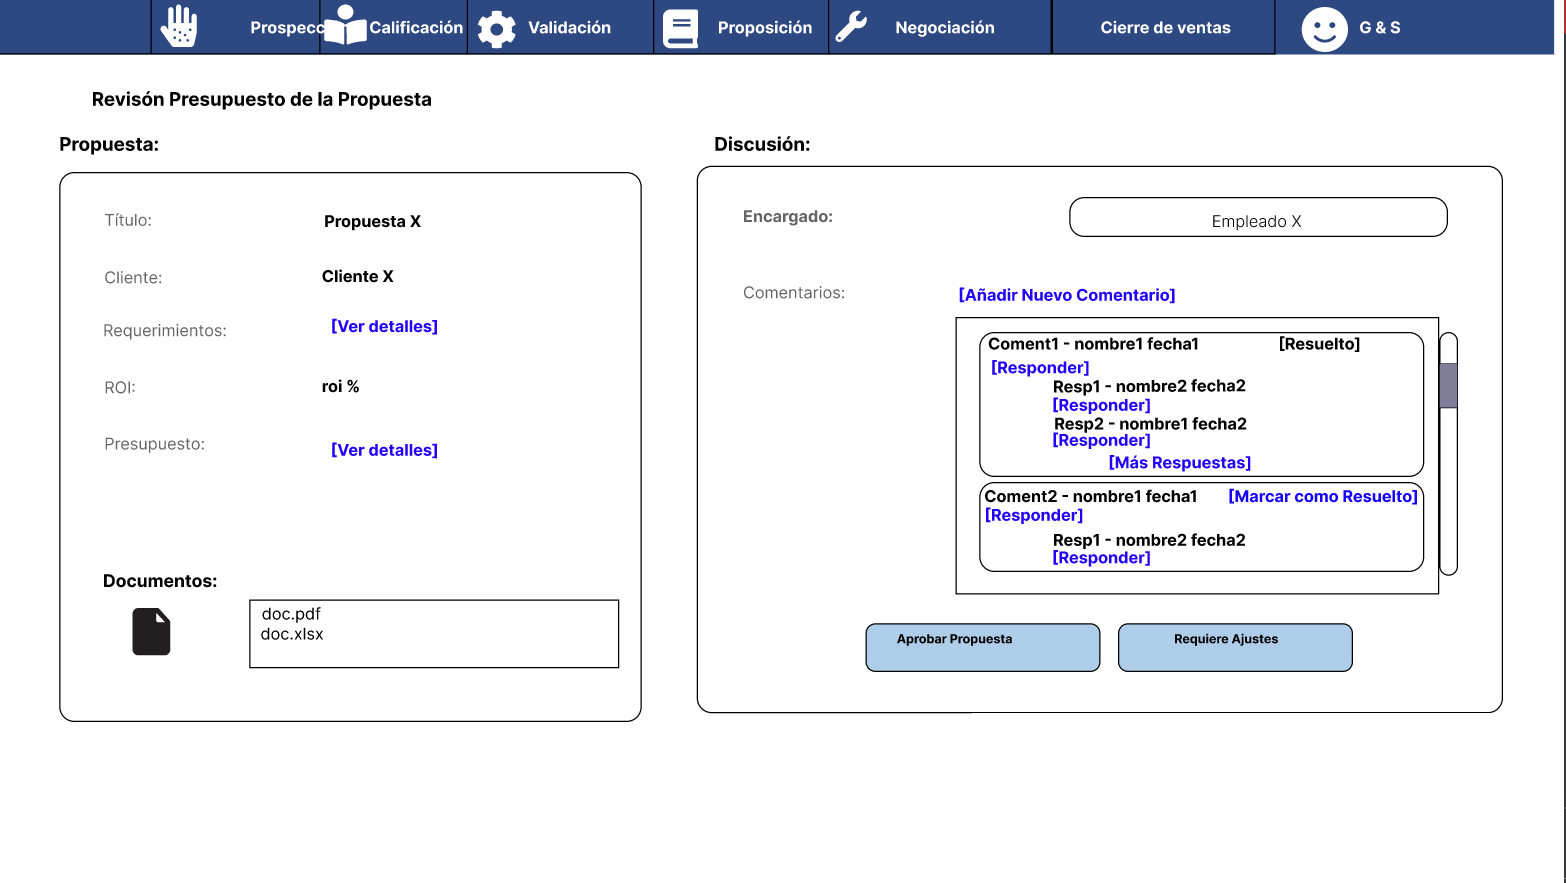 Prospecc Calificación Validación Proposición Negociación Cierre de ventas G & S
Revisón Presupuesto de la Propuesta
Propuesta:
Título: Propuesta X
Cliente: Cliente X
Requerimientos: [Ver detalles]
ROI: roi %
Presupuesto: [Ver detalles]
Documentos:
doc.pdf
doc.xlsx
Discusión:
Encargado: Empleado X
Comentarios: [Añadir Nuevo Comentario]
Coment1 - nombre1 fecha1 [Resuelto]
[Responder]
Resp1 - nombre2 fecha2
[Responder]
Resp2 - nombre1 fecha2
[Responder]
[Más Respuestas]
Coment2 - nombre1 fecha1 [Marcar como Resuelto]
[Responder]
Resp1 - nombre2 fecha2
[Responder]
Aprobar Propuesta Requiere Ajustes